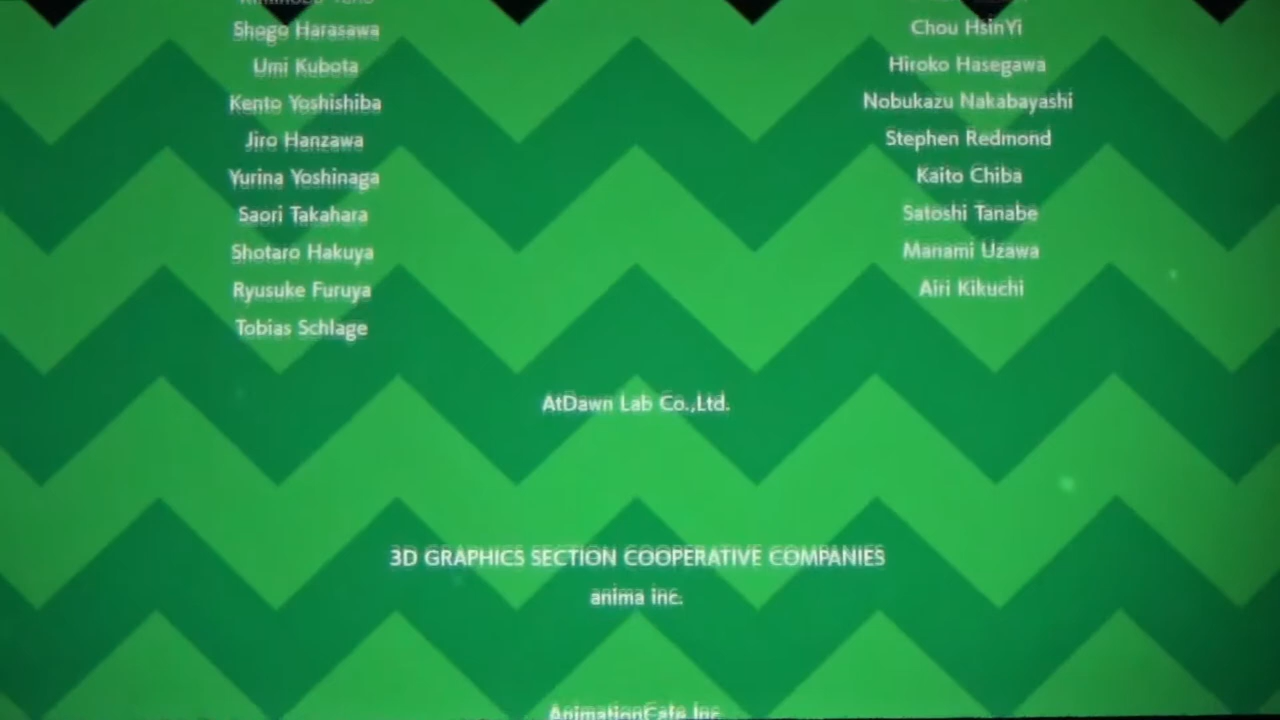 Shogo Harasawa
Umi Kubota
Kento Yoshishiba
Jiro Hanzawa
Yurina Yoshinaga
Saori Takahara
Shotaro Hakuya
Ryusuke Furuya
Tobias Schlage
Chou HsinYi
Hiroko Hasegawa
Nobukazu Nakabayashi
Stephen Redmond
Kaito Chiba
Satoshi Tanabe
Manami Uzawa
Airi Kikuchi
AtDawn Lab Co.,Ltd.
3D GRAPHICS SECTION COOPERATIVE COMPANIES
anima inc.
AnimationCafe Inc.